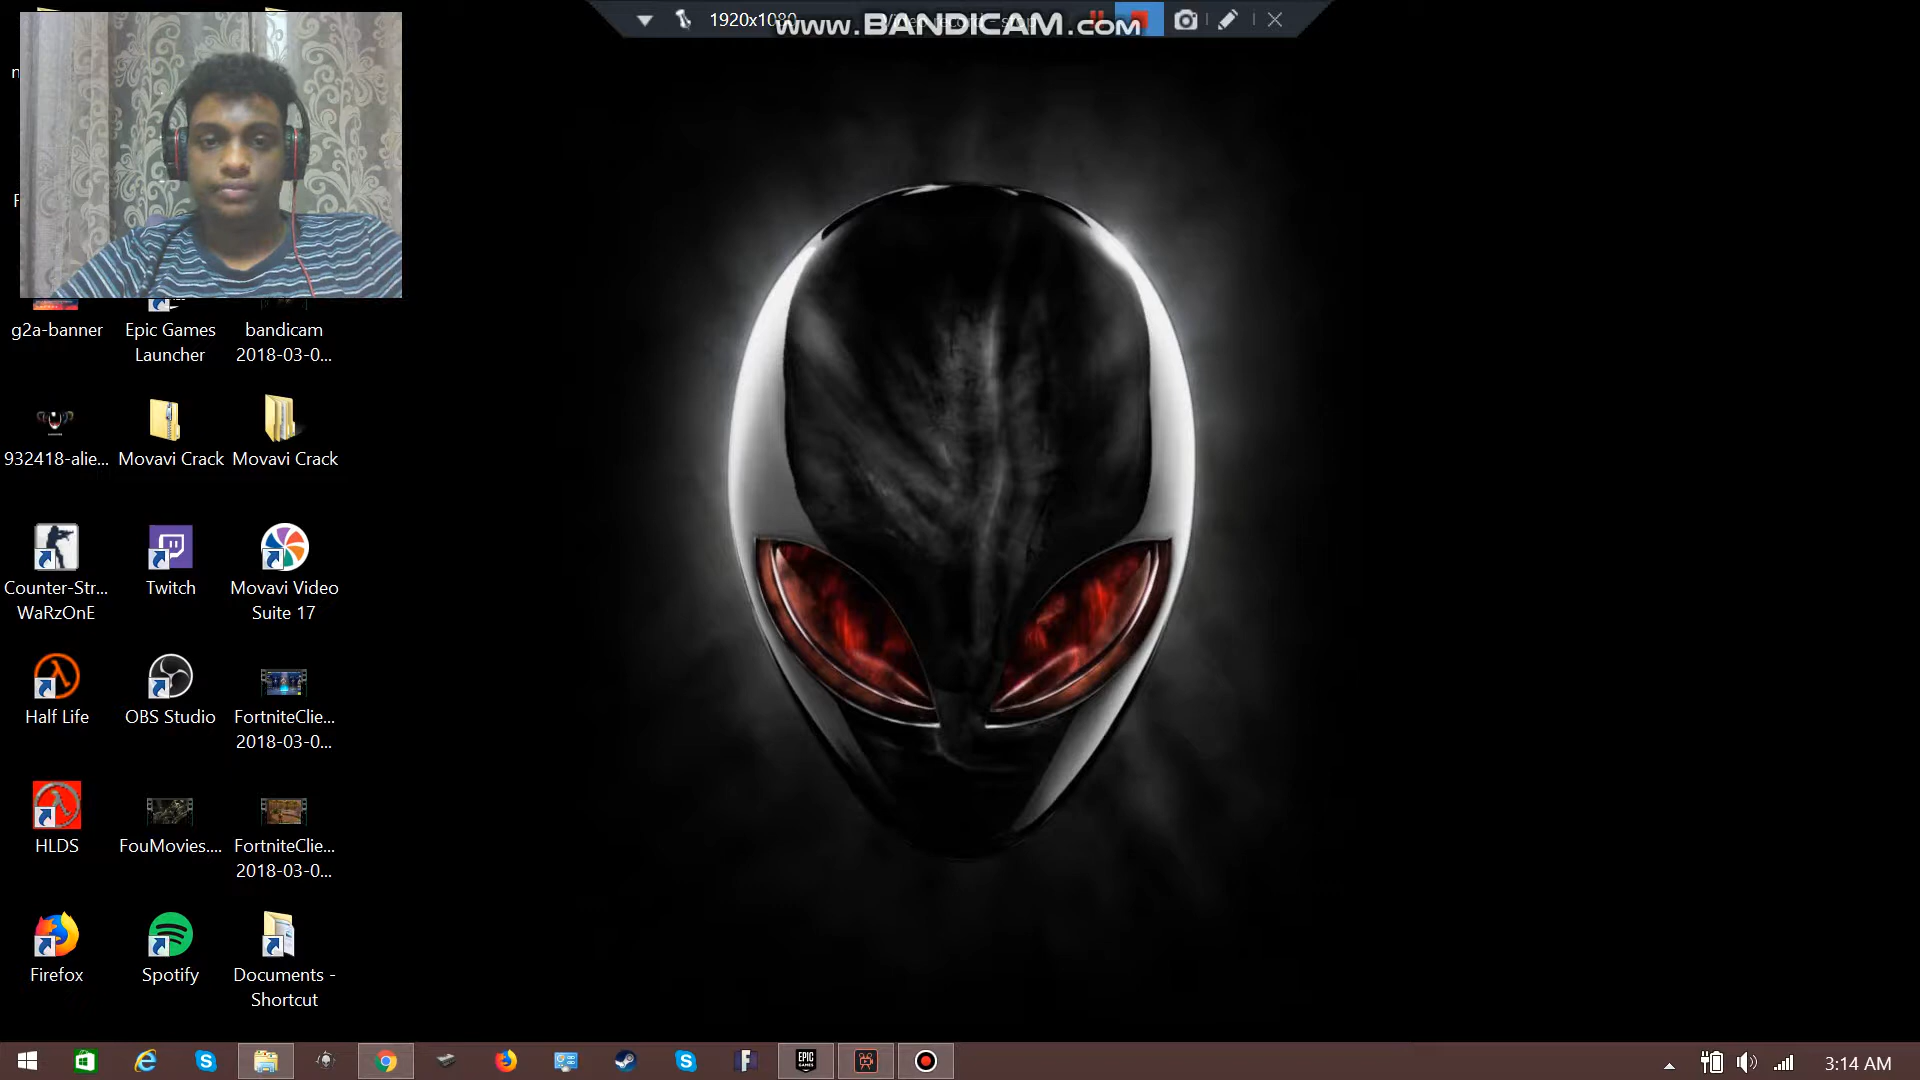 1920x1080
www.BANDICAM.com
g2a-banner
Epic Games
Launcher
bandicam
2018-03-0...
932418-alie...
Movavi Crack
Movavi Crack
Counter-Str...
WaRzOnE
Twitch
Movavi Video
Suite 17
Half Life
OBS Studio
FortniteClie...
2018-03-0...
HLDS
FouMovies....
FortniteClie...
2018-03-0...
Firefox
Spotify
Documents -
Shortcut
EPIC
GAMES
3:14 AM